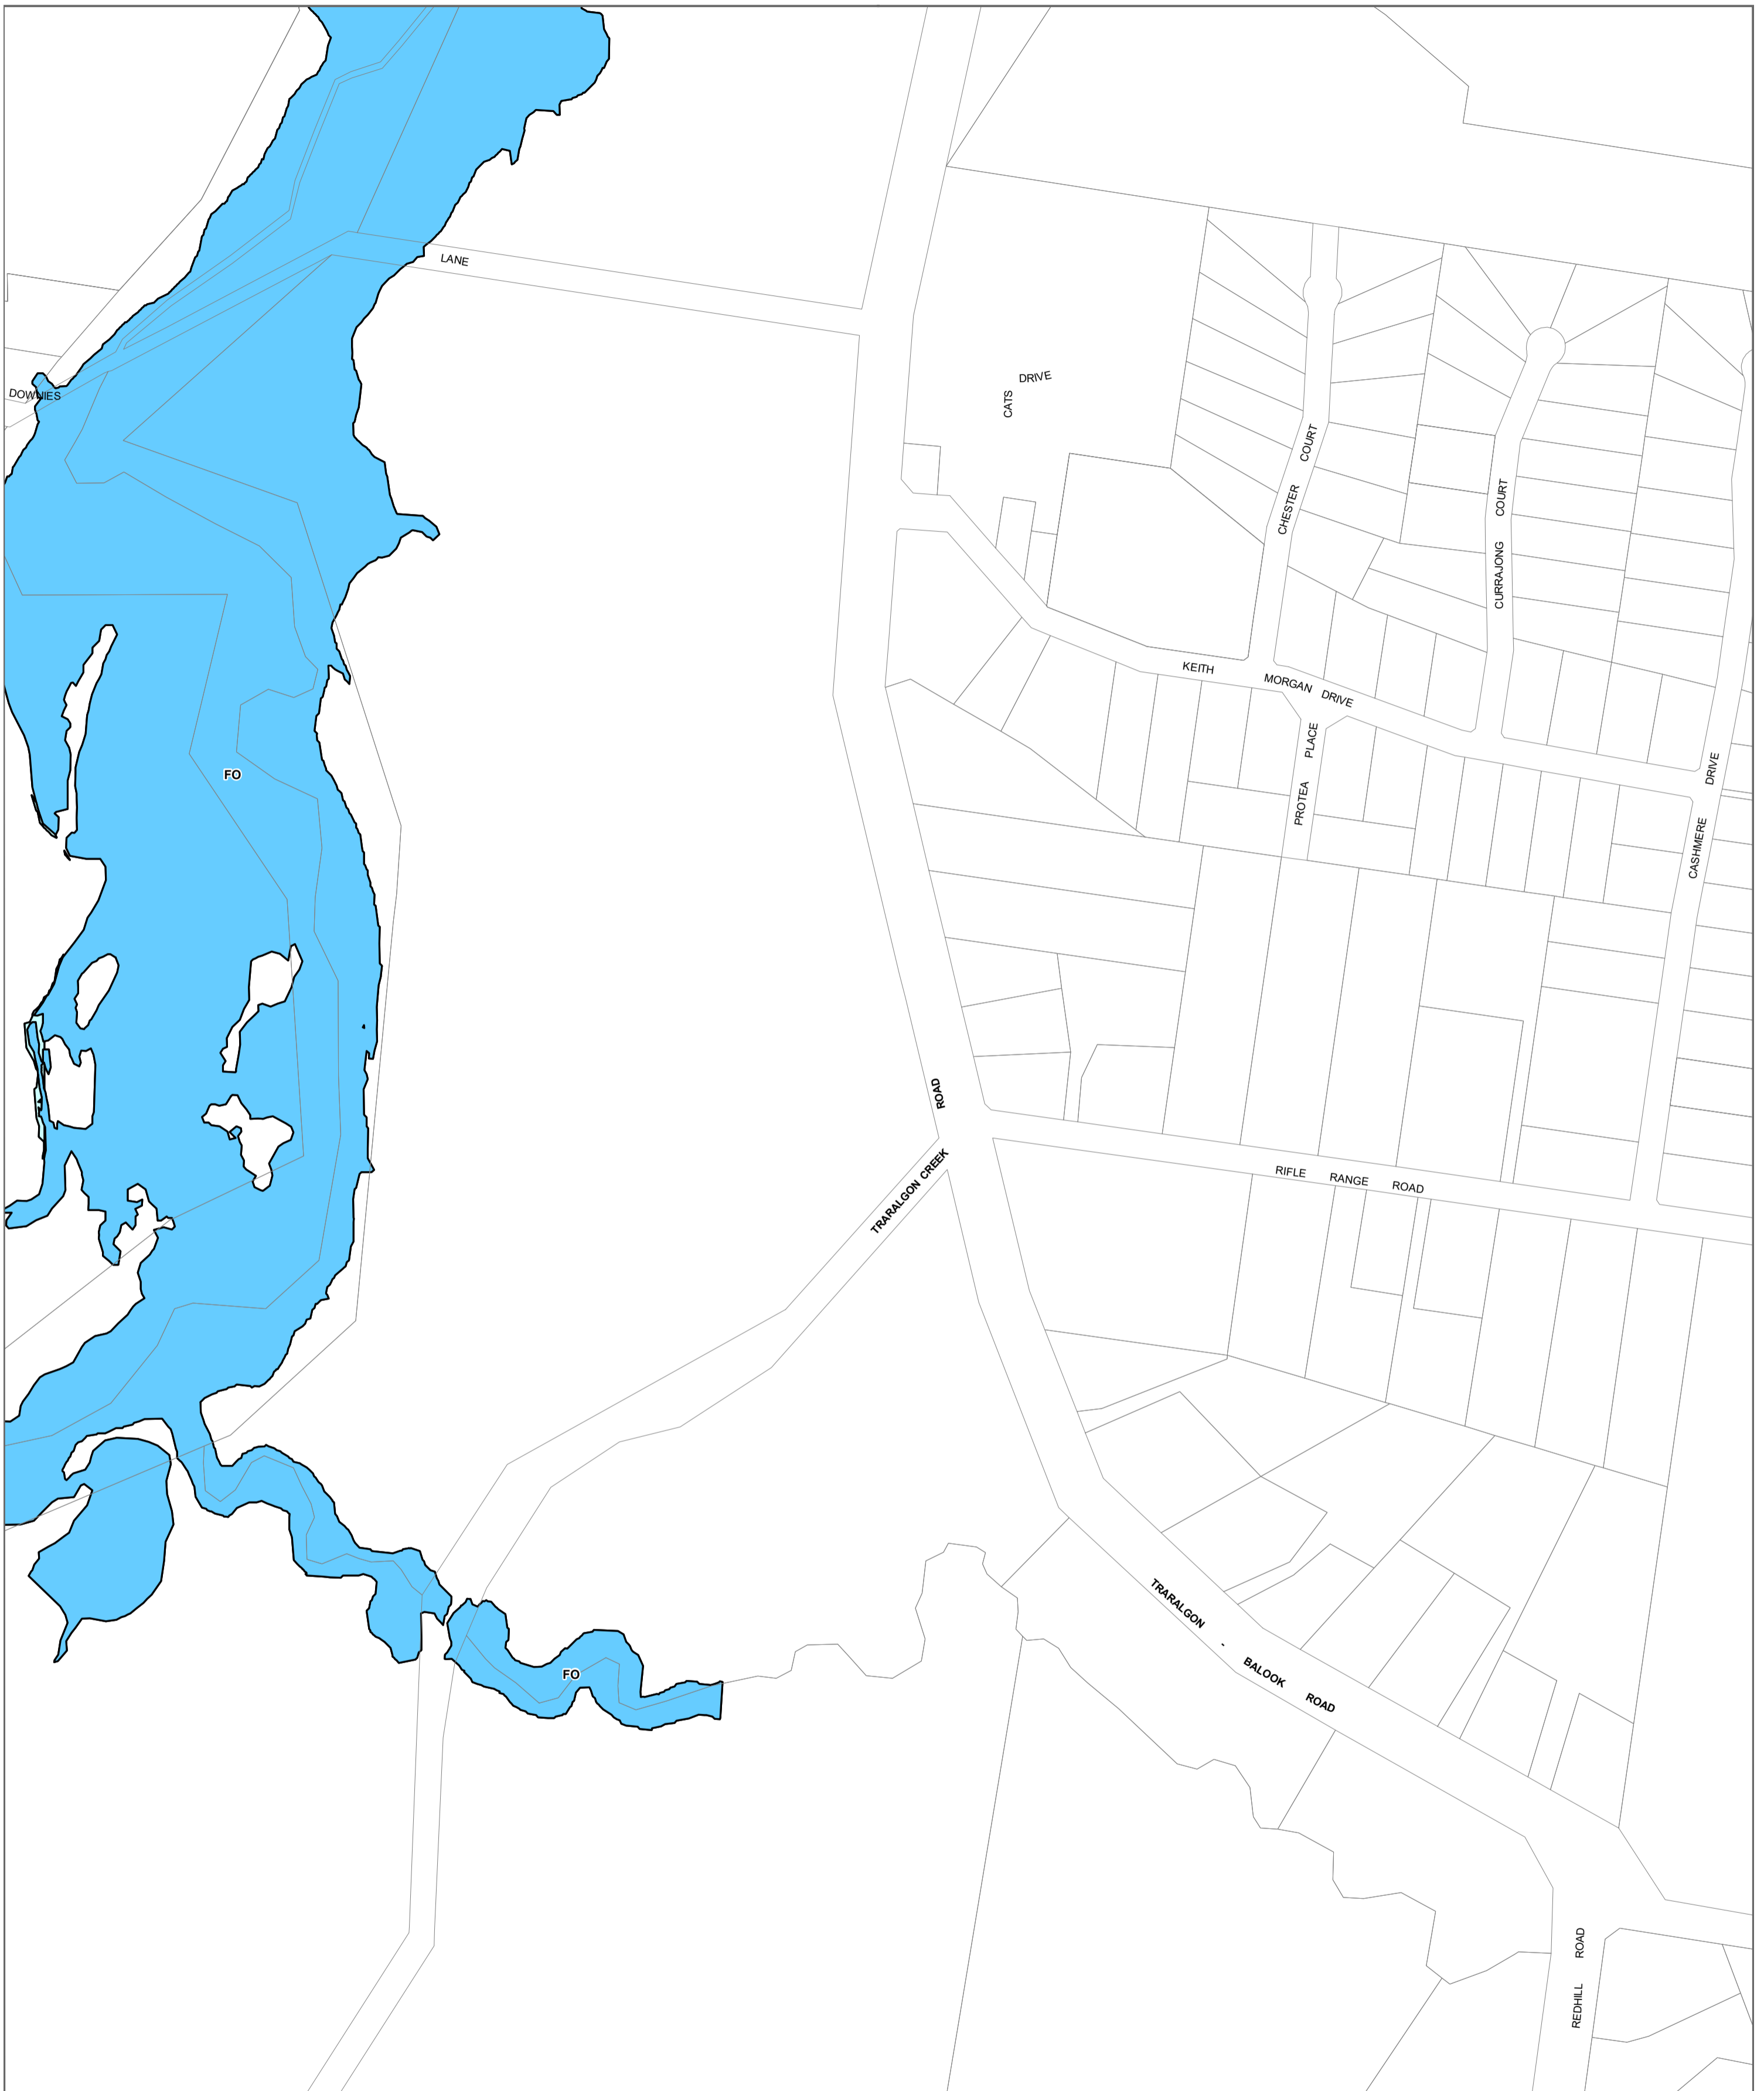 LANE
DOWNIES
CATS
DRIVE
CHESTER COURT
CURRAJONG COURT
KEITH
MORGAN DRIVE
PROTEA PLACE
CASHMERE DRIVE
FO
ROAD
TRARALGON CREEK
RIFLE RANGE ROAD
TRARALGON - BALOOK ROAD
FO
REDHILL ROAD